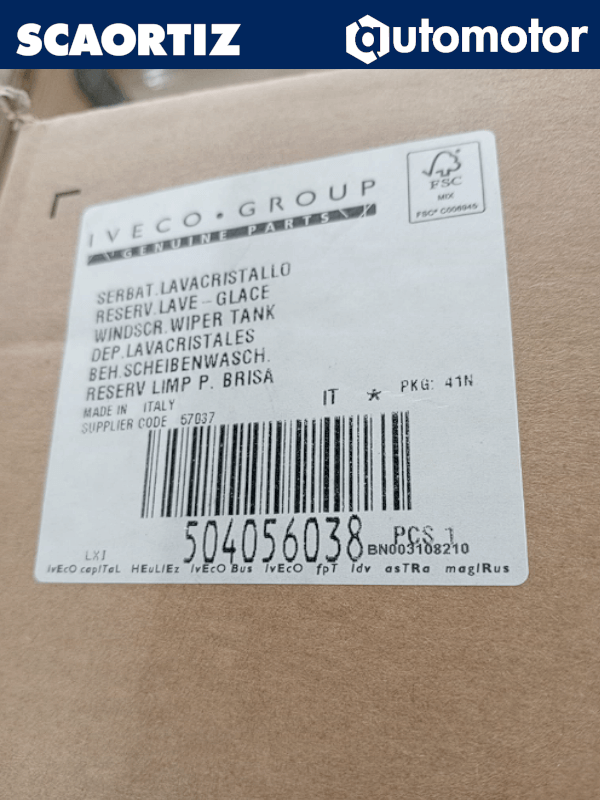 SCAORTIZ
automotor
FSC
MIX
FSC® C006945
IVECO • GROUP
GENUINE PARTS
SERBAT.LAVACRISTALLO
RESERV.LAVE-GLACE
WINDSCR.WIPER TANK
DEP.LAVACRISTALES
BEH.SCHEIBENWASCH.
RESERV LIMP P. BRISA
MADE IN ITALY IT * PKG: 41N
SUPPLIER CODE 57037
504056038 PCS 1
LXI BN003108210
IvEcO capITaL HEuLIEz IvEcO Bus IvEcO fpT Idv asTRa magIRus